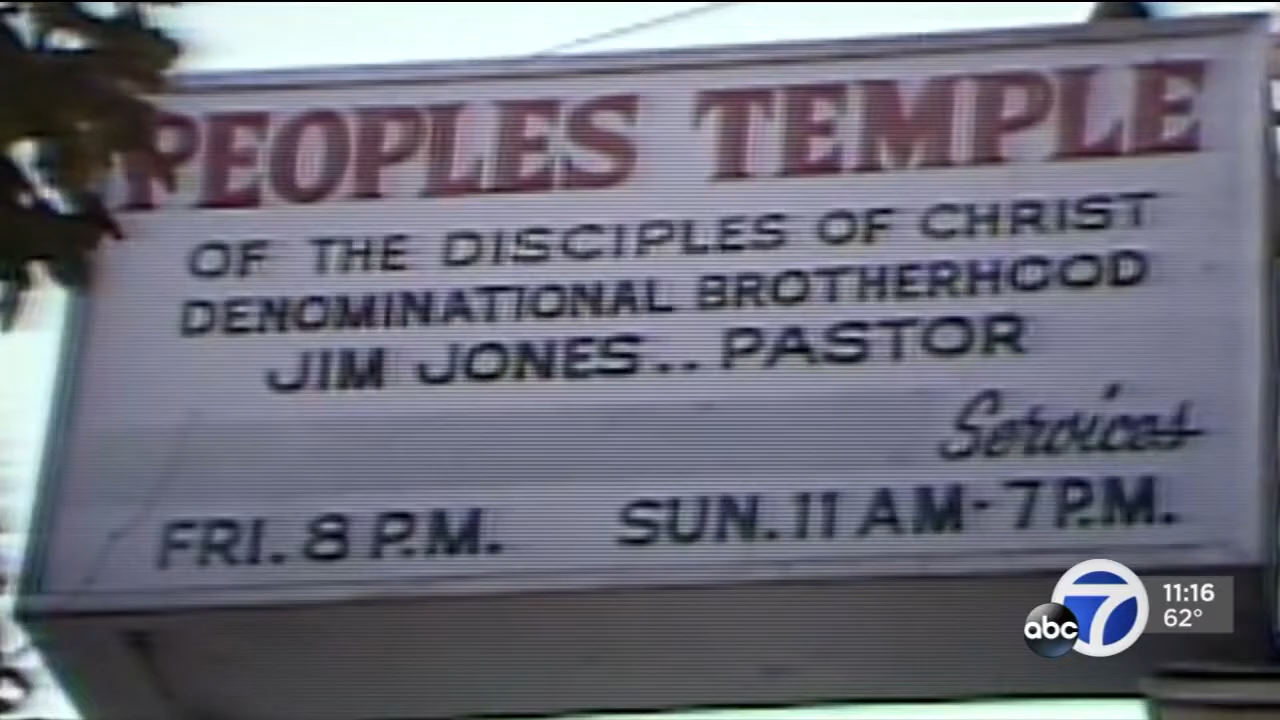 PEOPLES TEMPLE
OF THE DISCIPLES OF CHRIST
DENOMINATIONAL BROTHERHOOD
JIM JONES.. PASTOR
Services
FRI. 8 P.M. SUN. 11 AM - 7 P.M.
abc 7
11:16
62°